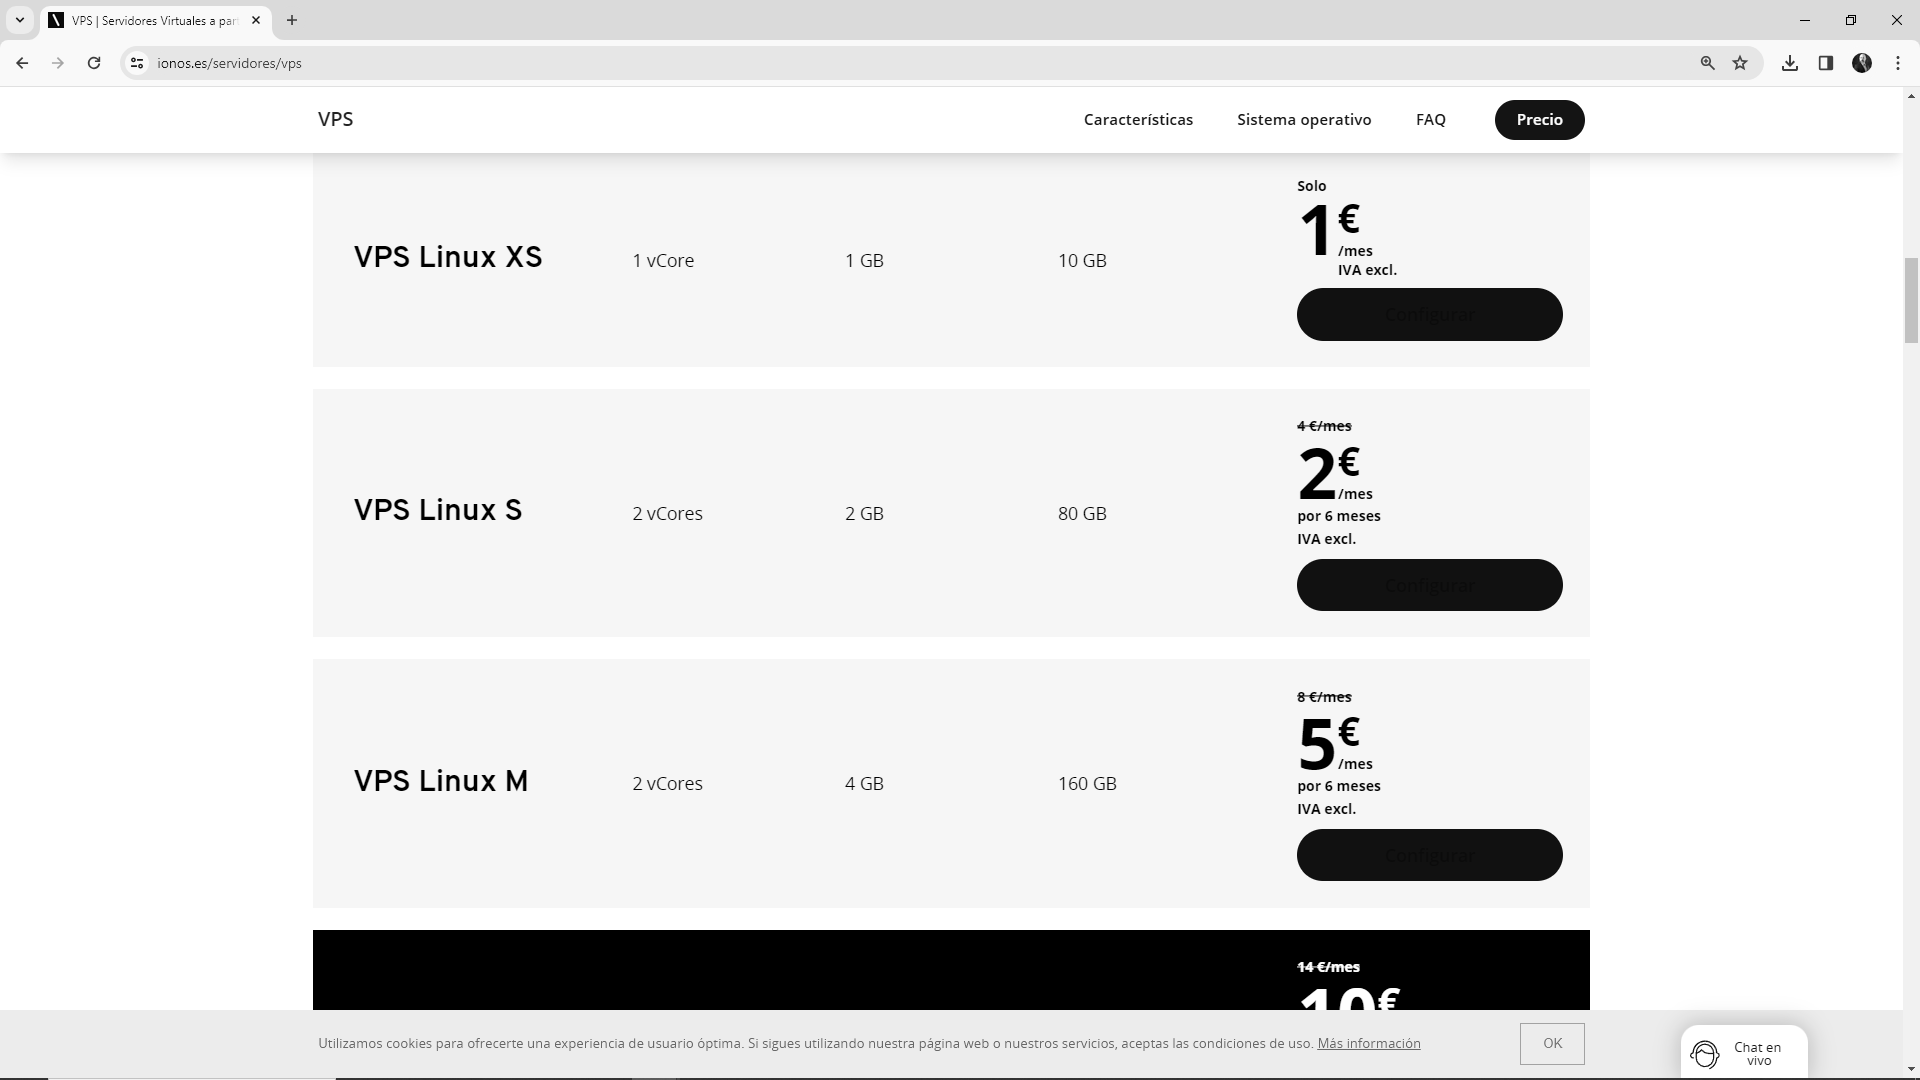 VPS | Servidores Virtuales a par
ionos.es/servidores/vps
VPS
Características
Sistema operativo
FAQ
Precio
Solo
1€
/mes
IVA excl.
VPS Linux XS
1 vCore
1 GB
10 GB
Configurar
4 €/mes
2€
/mes
por 6 meses
IVA excl.
VPS Linux S
2 vCores
2 GB
80 GB
Configurar
8 €/mes
5€
/mes
por 6 meses
IVA excl.
VPS Linux M
2 vCores
4 GB
160 GB
Configurar
14 €/mes
10€
Utilizamos cookies para ofrecerte una experiencia de usuario óptima. Si sigues utilizando nuestra página web o nuestros servicios, aceptas las condiciones de uso. Más información
OK
Chat en
vivo